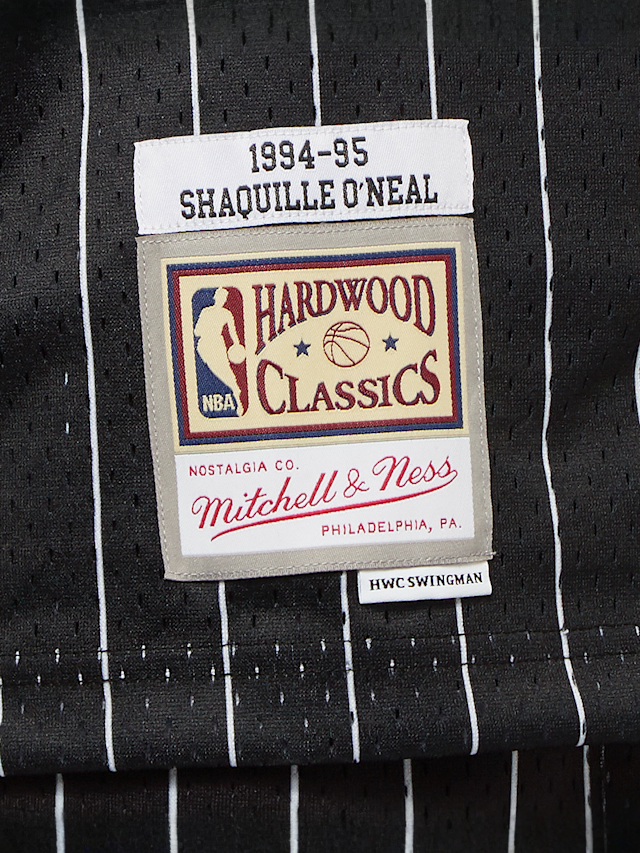 1994-95
SHAQUILLE O'NEAL
HARDWOOD
CLASSICS
NBA
NOSTALGIA CO.
Mitchell & Ness
PHILADELPHIA, PA.
HWC SWINGMAN